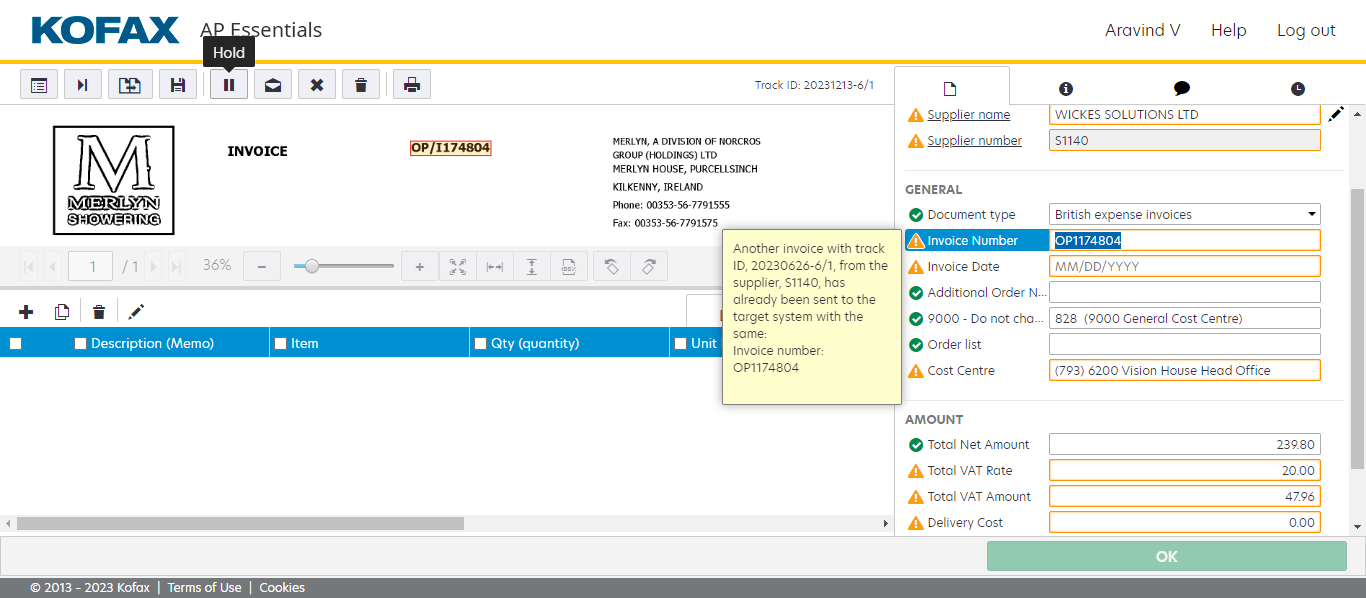 KOFAX AP Essentials
Aravind V Help Log out
Hold
Track ID: 20231213-6/1
MERLYN
SHOWERING
INVOICE
OP/I174804
MERLYN, A DIVISION OF NORCROS
GROUP (HOLDINGS) LTD
MERLYN HOUSE, PURCELLSINCH
KILKENNY, IRELAND
Phone: 00353-56-7791555
Fax: 00353-56-7791575
1 / 1 36%
100%
Description (Memo) Item Qty (quantity) Unit
Another invoice with track
ID, 20230626-6/1, from the
supplier, S1140, has
already been sent to the
target system with the
same:
Invoice number:
OP1174804
Supplier name WICKES SOLUTIONS LTD
Supplier number S1140
GENERAL
Document type British expense invoices
Invoice Number OP1174804
Invoice Date MM/DD/YYYY
Additional Order N...
9000 - Do not cha... 828 (9000 General Cost Centre)
Order list
Cost Centre (793) 6200 Vision House Head Office
AMOUNT
Total Net Amount 239.80
Total VAT Rate 20.00
Total VAT Amount 47.96
Delivery Cost 0.00
OK
© 2013 - 2023 Kofax | Terms of Use | Cookies